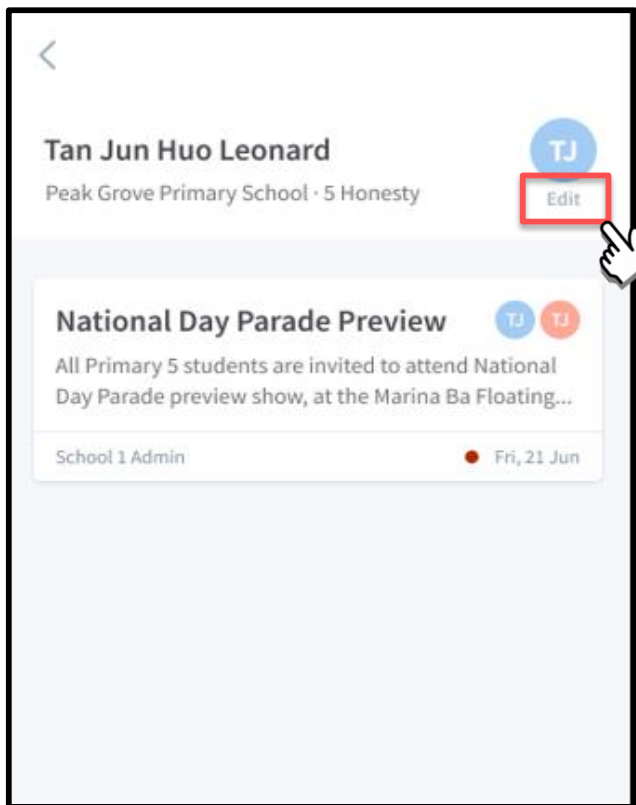 Tan Jun Huo Leonard
TJ
Peak Grove Primary School · 5 Honesty
Edit
National Day Parade Preview
TJ TJ
All Primary 5 students are invited to attend National
Day Parade preview show, at the Marina Ba Floating...
School 1 Admin
Fri, 21 Jun